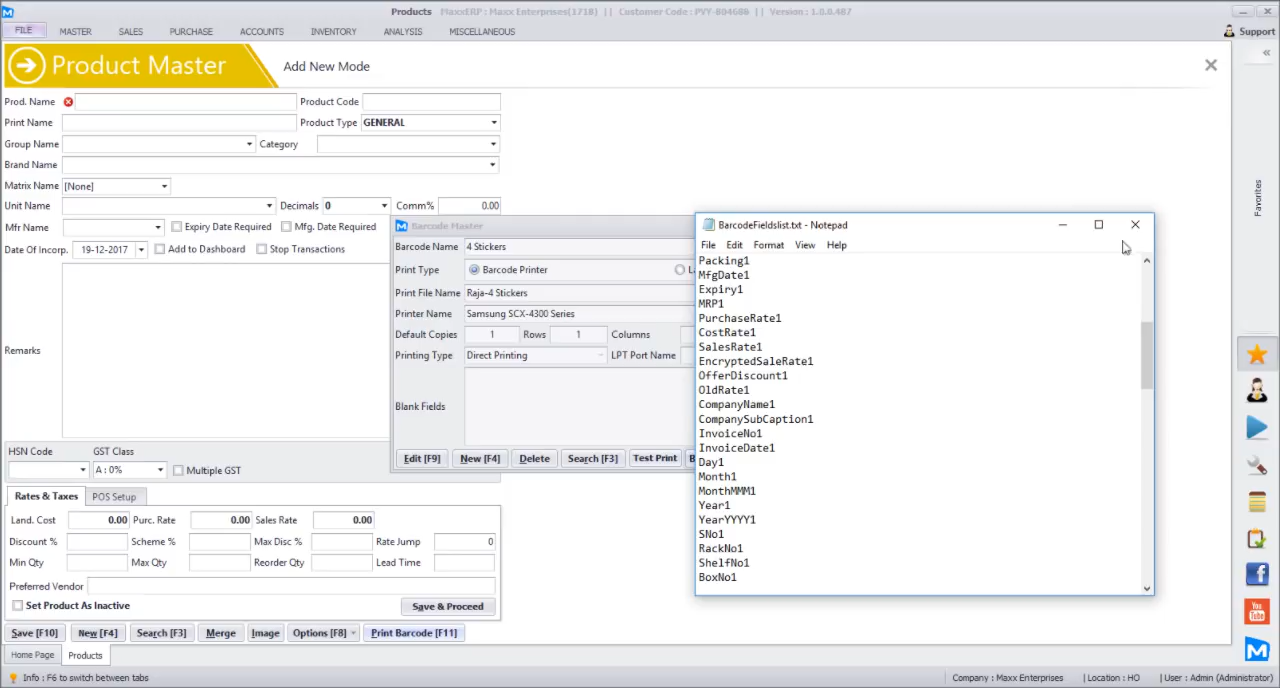 Products MaxxERP : Maxx Enterprises(1718) || Customer Code : PVY-804686 || Version : 1.0.0.487
FILE MASTER SALES PURCHASE ACCOUNTS INVENTORY ANALYSIS MISCELLANEOUS Support
Product Master Add New Mode
Prod. Name Product Code
Print Name Product Type GENERAL
Group Name Category
Brand Name
Matrix Name [None]
Unit Name Decimals 0 Comm% 0.00
Mfr Name Expiry Date Required Mfg. Date Required
Date Of Incorp. 19-12-2017 Add to Dashboard Stop Transactions
Remarks
HSN Code GST Class
A : 0% Multiple GST
Rates & Taxes POS Setup
Land. Cost 0.00 Purc. Rate 0.00 Sales Rate 0.00
Discount % Scheme % Max Disc % Rate Jump 0
Min Qty Max Qty Reorder Qty Lead Time
Preferred Vendor
Set Product As Inactive Save & Proceed
Save [F10] New [F4] Search [F3] Merge Image Options [F8] Print Barcode [F11]
Home Page Products
Info : F6 to switch between tabs Company : Maxx Enterprises | Location : HO | User : Admin (Administrator)
Barcode Master
Barcode Name 4 Stickers
Print Type Barcode Printer L
Print File Name Raja-4 Stickers
Printer Name Samsung SCX-4300 Series
Default Copies 1 Rows 1 Columns
Printing Type Direct Printing LPT Port Name
Blank Fields
Edit [F9] New [F4] Delete Search [F3] Test Print B
BarcodeFieldslist.txt - Notepad
File Edit Format View Help
Packing1
MfgDate1
Expiry1
MRP1
PurchaseRate1
CostRate1
SalesRate1
EncryptedSaleRate1
OfferDiscount1
OldRate1
CompanyName1
CompanySubCaption1
InvoiceNo1
InvoiceDate1
Day1
Month1
MonthMMM1
Year1
YearYYYY1
SNo1
RackNo1
ShelfNo1
BoxNo1
Favorites
You
Tube